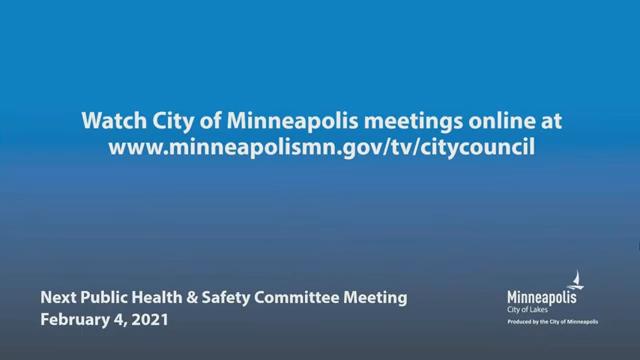 Watch City of Minneapolis meetings online at
www.minneapolismn.gov/tv/citycouncil
Next Public Health & Safety Committee Meeting
February 4, 2021
Minneapolis
City of Lakes
Produced by the City of Minneapolis